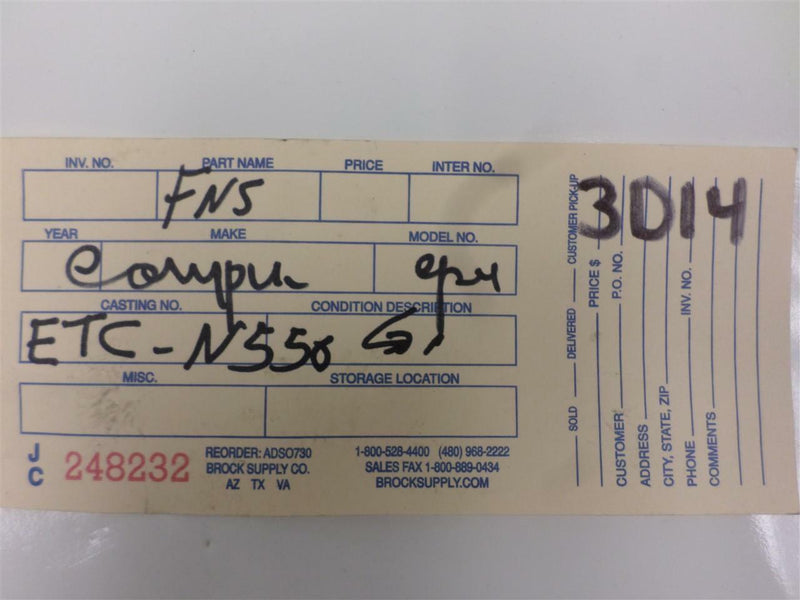 INV. NO. PART NAME PRICE INTER NO.
FNS
YEAR MAKE MODEL NO.
CASTING NO. CONDITION DESCRIPTION
ETC-N550
MISC. STORAGE LOCATION
JC 248232
REORDER: ADSO730 1-800-528-4400 (480) 968-2222
BROCK SUPPLY CO. SALES FAX 1-800-889-0434
AZ TX VA BROCKSUPPLY.COM
SOLD DELIVERED CUSTOMER PICK-UP
PRICE $
CUSTOMER P.O. NO.
ADDRESS
CITY, STATE, ZIP
PHONE INV. NO.
COMMENTS
3D14